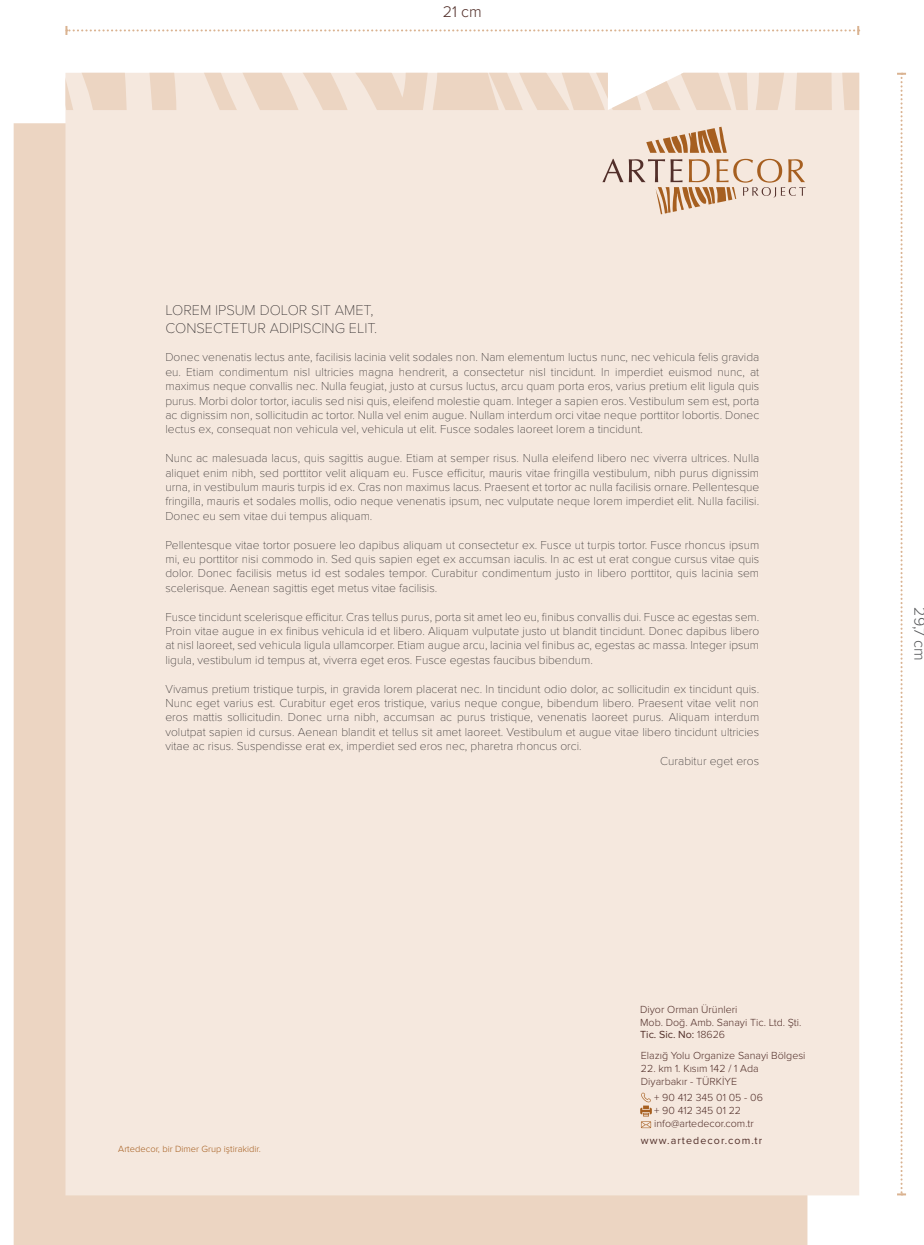 21 cm
ARTEDECOR
PROJECT
LOREM IPSUM DOLOR SIT AMET,
CONSECTETUR ADIPISCING ELIT.
Donec venenatis lectus ante, facilisis lacinia velit sodales non. Nam elementum luctus nunc, nec vehicula felis gravida
eu. Etiam condimentum nisl ultricies magna hendrerit, a consectetur nisl tincidunt. In imperdiet euismod nunc, at
maximus neque convallis nec. Nulla feugiat, justo at cursus luctus, arcu quam porta eros, varius pretium elit ligula quis
purus. Morbi dolor tortor, iaculis sed nisi quis, eleifend molestie quam. Integer a sapien eros. Vestibulum sem est, porta
ac dignissim non, sollicitudin ac tortor. Nulla vel enim augue. Nullam interdum orci vitae neque porttitor lobortis. Donec
lectus ex, consequat non vehicula vel, vehicula ut elit. Fusce sodales laoreet lorem a tincidunt.
Nunc ac malesuada lacus, quis sagittis augue. Etiam at semper risus. Nulla eleifend libero nec viverra ultrices. Nulla
aliquet enim nibh, sed porttitor velit aliquam eu. Fusce efficitur, mauris vitae fringilla vestibulum, nibh purus dignissim
urna, in vestibulum mauris turpis id ex. Cras non maximus lacus. Praesent et tortor ac nulla facilisis ornare. Pellentesque
fringilla, mauris et sodales mollis, odio neque venenatis ipsum, nec vulputate neque lorem imperdiet elit. Nulla facilisi.
Donec eu sem vitae dui tempus aliquam.
Pellentesque vitae tortor posuere leo dapibus aliquam ut consectetur ex. Fusce ut turpis tortor. Fusce rhoncus ipsum
mi, eu porttitor nisi commodo in. Sed quis sapien eget ex accumsan iaculis. In ac est ut erat congue cursus vitae quis
dolor. Donec facilisis metus id est sodales tempor. Curabitur condimentum justo in libero porttitor, quis lacinia sem
scelerisque. Aenean sagittis eget metus vitae facilisis.
Fusce tincidunt scelerisque efficitur. Cras tellus purus, porta sit amet leo eu, finibus convallis dui. Fusce ac egestas sem.
Proin vitae augue in ex finibus vehicula id et libero. Aliquam vulputate justo ut blandit tincidunt. Donec dapibus libero
at nisl laoreet, sed vehicula ligula ullamcorper. Etiam augue arcu, lacinia vel finibus ac, egestas ac massa. Integer ipsum
ligula, vestibulum id tempus at, viverra eget eros. Fusce egestas faucibus bibendum.
Vivamus pretium tristique turpis, in gravida lorem placerat nec. In tincidunt odio dolor, ac sollicitudin ex tincidunt quis.
Nunc eget varius est. Curabitur eget eros tristique, varius neque congue, bibendum libero. Praesent vitae velit non
eros mattis sollicitudin. Donec urna nibh, accumsan ac purus tristique, venenatis laoreet purus. Aliquam interdum
volutpat sapien id cursus. Aenean blandit et tellus sit amet laoreet. Vestibulum et augue vitae libero tincidunt ultricies
vitae ac risus. Suspendisse erat ex, imperdiet sed eros nec, pharetra rhoncus orci.
Curabitur eget eros
29,7 cm
Diyor Orman Ürünleri
Mob. Doğ. Amb. Sanayi Tic. Ltd. Şti.
Tic. Sic. No: 18626
Elazığ Yolu Organize Sanayi Bölgesi
22. km 1. Kısım 142 / 1 Ada
Diyarbakır - TÜRKİYE
+ 90 412 345 01 05 - 06
+ 90 412 345 01 22
info@artedecor.com.tr
www.artedecor.com.tr
Artedecor, bir Dimer Grup iştirakidir.